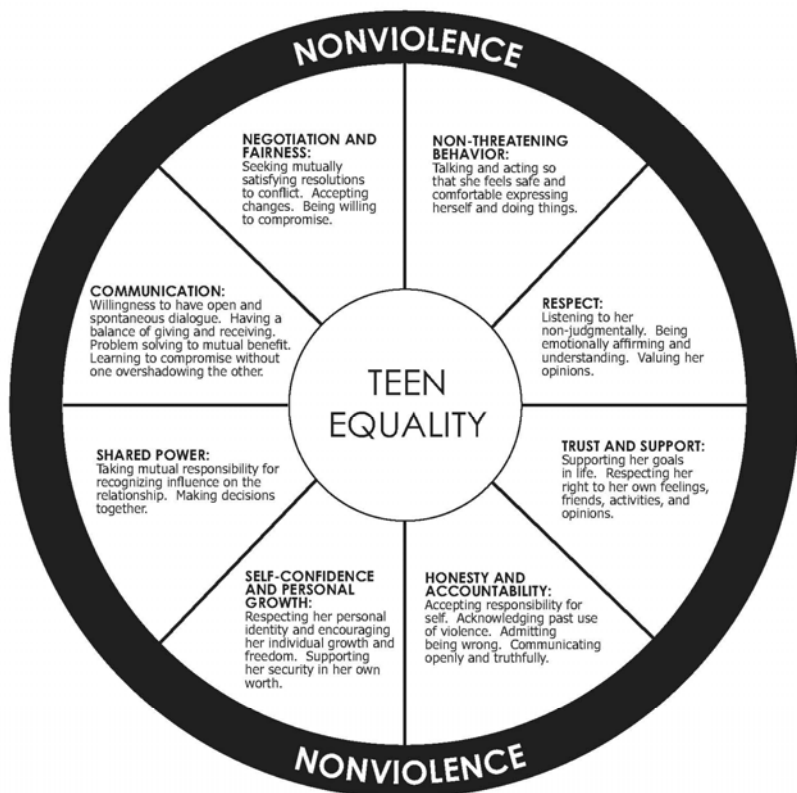 NONVIOLENCE
NEGOTIATION AND
FAIRNESS:
Seeking mutually
satisfying resolutions
to conflict. Accepting
changes. Being willing
to compromise.
NON-THREATENING
BEHAVIOR:
Talking and acting so
that she feels safe and
comfortable expressing
herself and doing things.
COMMUNICATION:
Willingness to have open and
spontaneous dialogue. Having a
balance of giving and receiving.
Problem solving to mutual benefit.
Learning to compromise without
one overshadowing the other.
RESPECT:
Listening to her
non-judgmentally. Being
emotionally affirming and
understanding. Valuing her
opinions.
TEEN
EQUALITY
SHARED POWER:
Taking mutual responsibility for
recognizing influence on the
relationship. Making decisions
together.
TRUST AND SUPPORT:
Supporting her goals
in life. Respecting her
right to her own feelings,
friends, activities, and
opinions.
SELF-CONFIDENCE
AND PERSONAL
GROWTH:
Respecting her personal
identity and encouraging
her individual growth and
freedom. Supporting
her security in her own
worth.
HONESTY AND
ACCOUNTABILITY:
Accepting responsibility for
self. Acknowledging past use
of violence. Admitting
being wrong. Communicating
openly and truthfully.
NONVIOLENCE